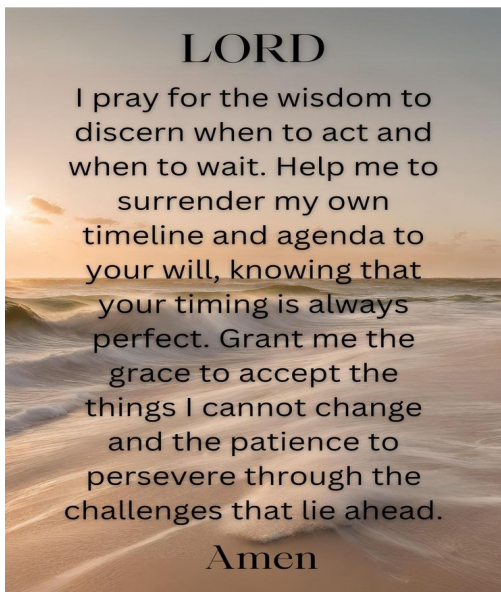 LORD
I pray for the wisdom to
discern when to act and
when to wait. Help me to
surrender my own
timeline and agenda to
your will, knowing that
your timing is always
perfect. Grant me the
grace to accept the
things I cannot change
and the patience to
persevere through the
challenges that lie ahead.
Amen